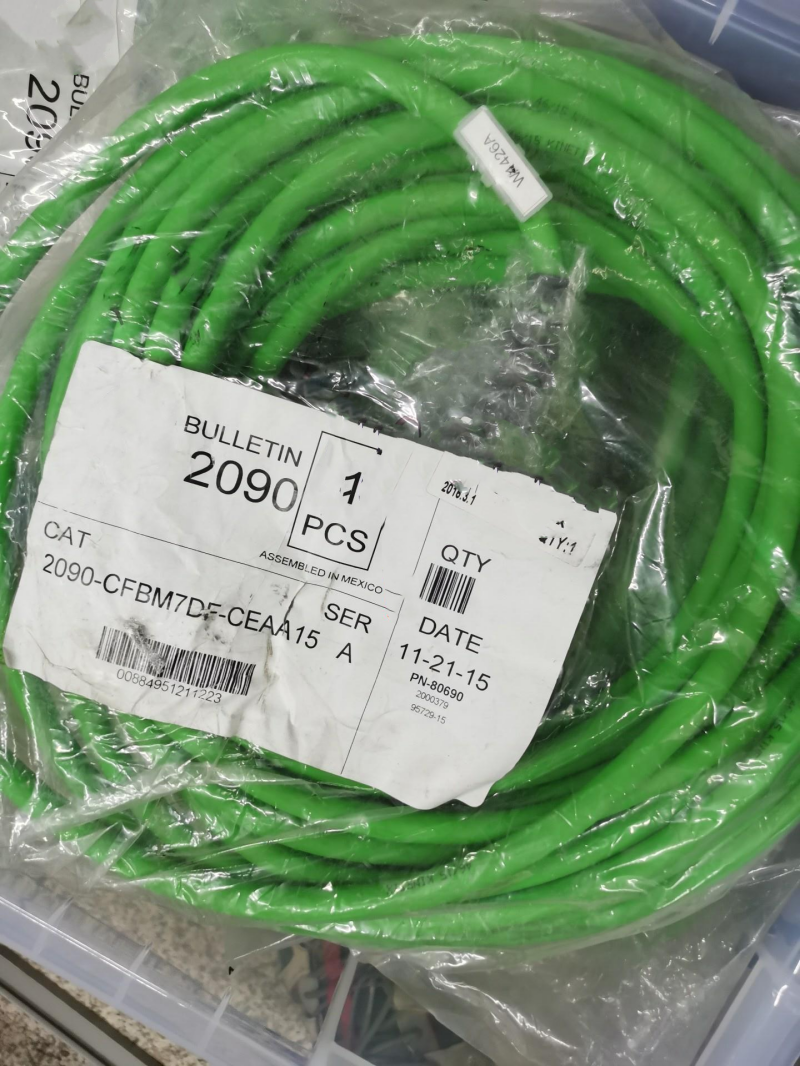 W1426A
BULLETIN
2090
1
PCS
ASSEMBLED IN MEXICO
CAT
2090-CFBM7DF-CEAA15
SER
A
00884951211223
2016.3.1
QTY
DATE
11-21-15
PN-80690
2000379
95729-15